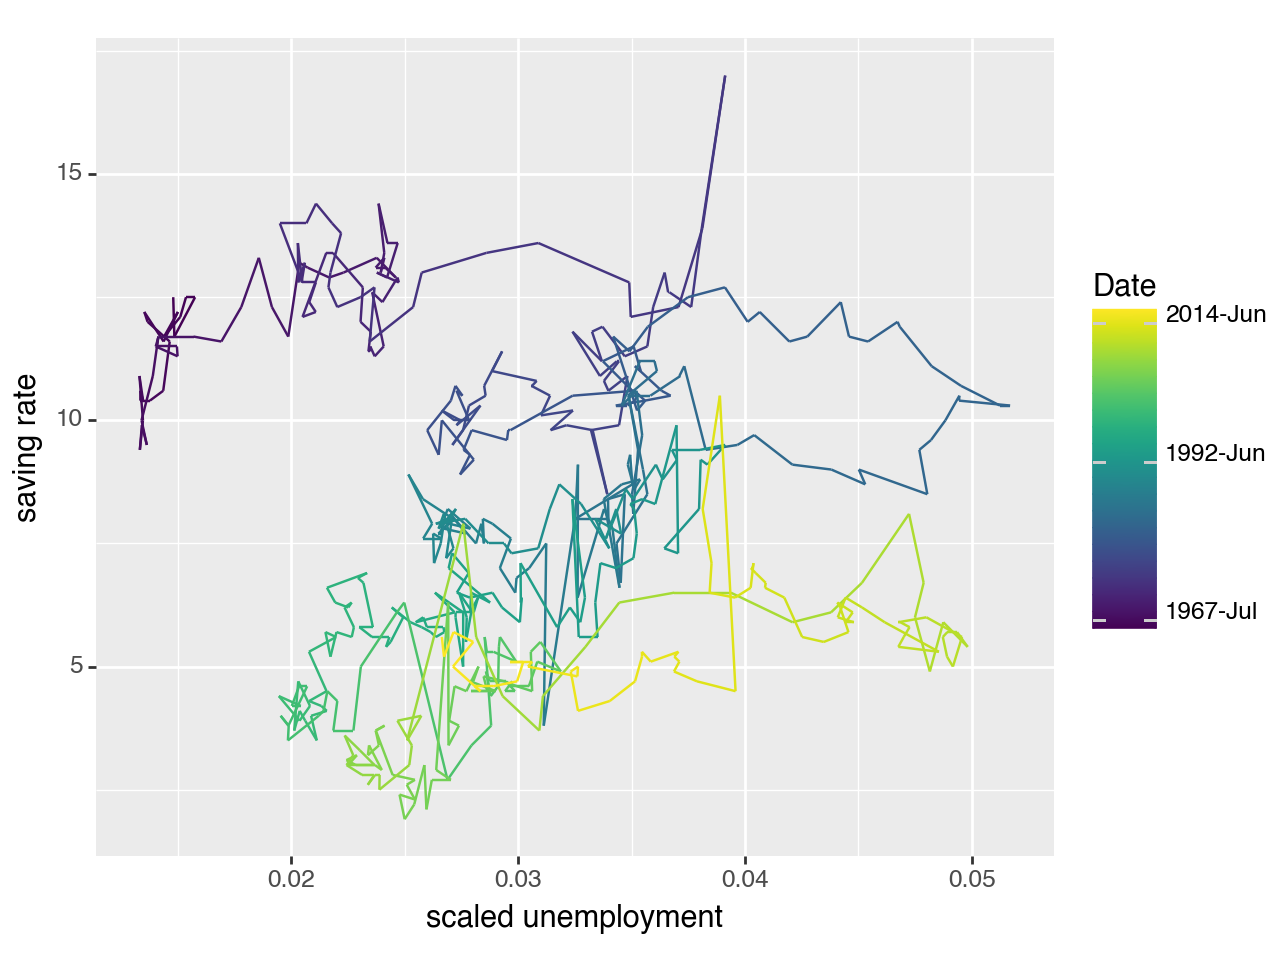 15
10
5
0.02
0.03
0.04
0.05
scaled unemployment
saving rate
Date
2014-Jun
1992-Jun
1967-Jul